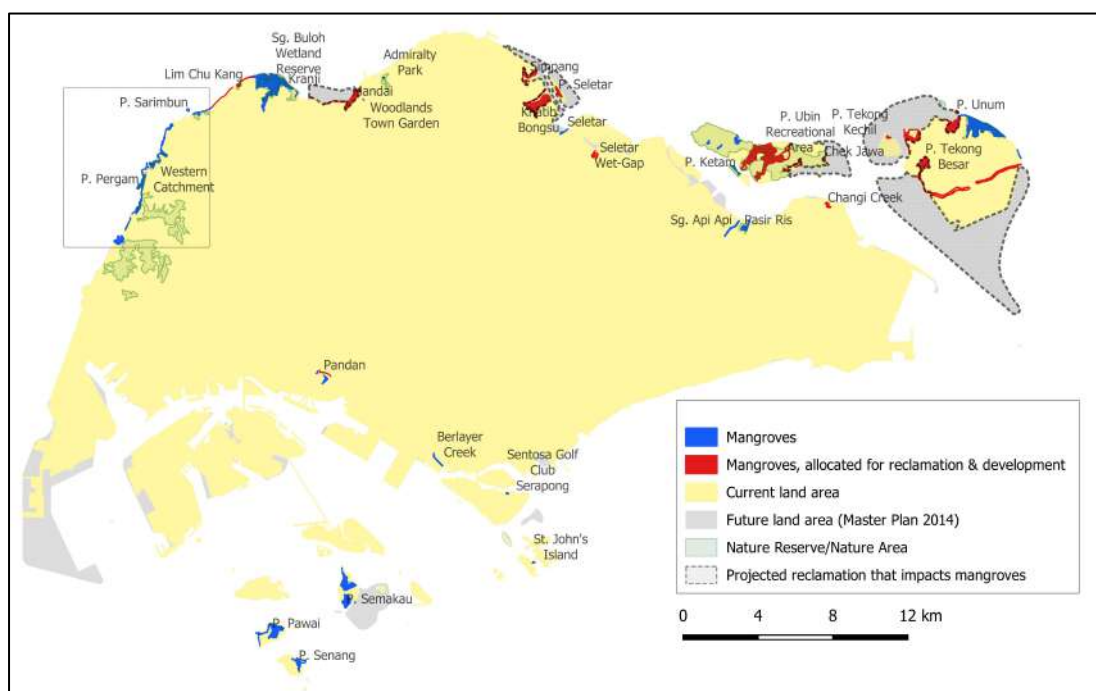 Sg. Buloh
Wetland
Reserve
Kranji
Lim Chu Kang
P. Sarimbun
Mandai
Admiralty
Park
Woodlands
Town Garden
Simpang
P. Seletar
Khatib
Bongsu
Seletar
Seletar
Wet-Gap
P. Ubin
Recreational
Area
P. Tekong
Kechil
P. Unum
Chek Jawa
P. Tekong
Besar
P. Ketam
Changi Creek
Sg. Api Api
Pasir Ris
P. Pergam
Western
Catchment
Pandan
Berlayer
Creek
Sentosa Golf
Club
Serapong
St. John's
Island
P. Semakau
P. Pawai
P. Senang
Mangroves
Mangroves, allocated for reclamation & development
Current land area
Future land area (Master Plan 2014)
Nature Reserve/Nature Area
Projected reclamation that impacts mangroves
0 4 8 12 km